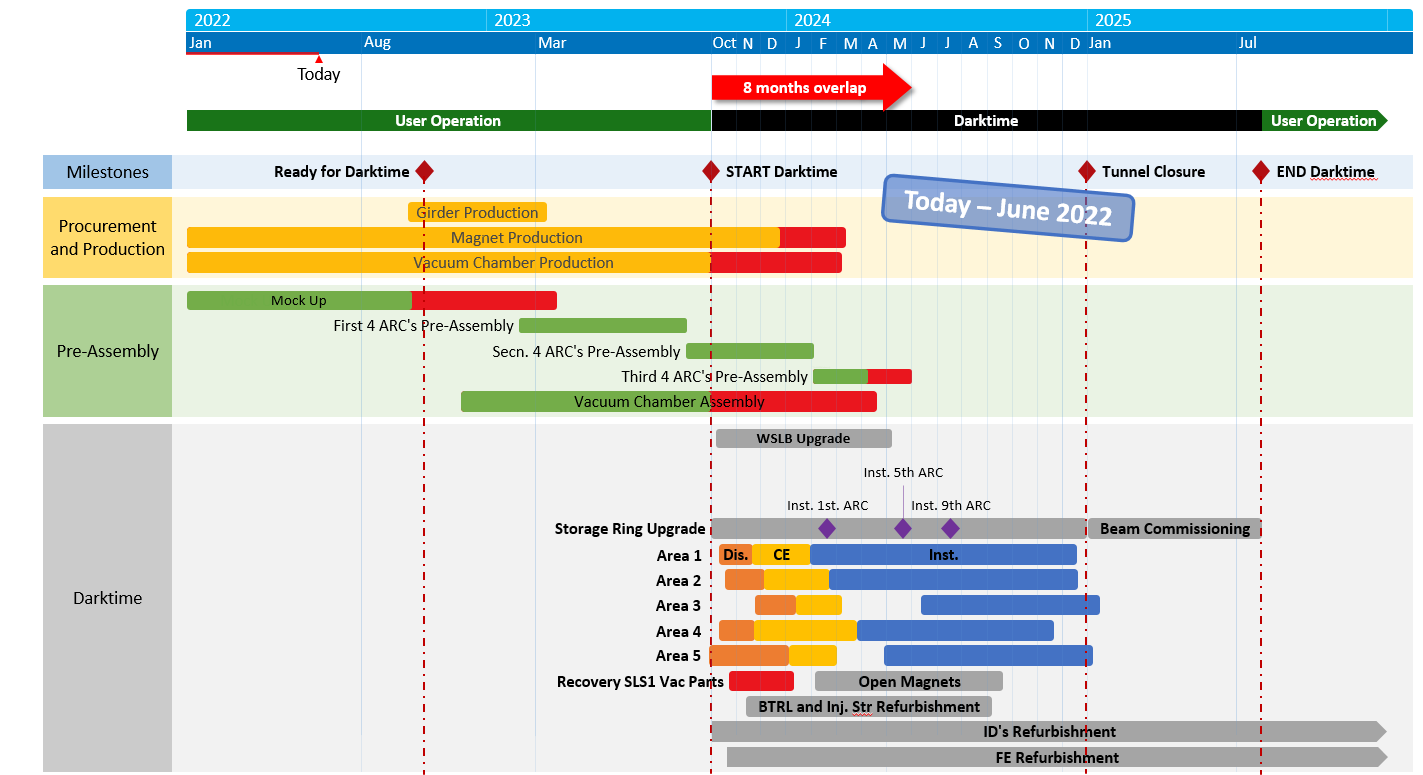 2022 2023 2024 2025
Jan Aug Mar Oct N D J F M A M J J A S O N D Jan Jul
Today
8 months overlap
User Operation Darktime User Operation
Milestones Ready for Darktime START Darktime Tunnel Closure END Darktime
Today – June 2022
Procurement
and Production
Girder Production
Magnet Production
Vacuum Chamber Production
Pre-Assembly
Mock Up
First 4 ARC's Pre-Assembly
Secn. 4 ARC's Pre-Assembly
Third 4 ARC's Pre-Assembly
Vacuum Chamber Assembly
Darktime
WSLB Upgrade
Inst. 5th ARC
Inst. 1st. ARC Inst. 9th ARC
Storage Ring Upgrade Beam Commissioning
Area 1 Dis. CE Inst.
Area 2
Area 3
Area 4
Area 5
Recovery SLS1 Vac Parts Open Magnets
BTRL and Inj. Str Refurbishment
ID's Refurbishment
FE Refurbishment